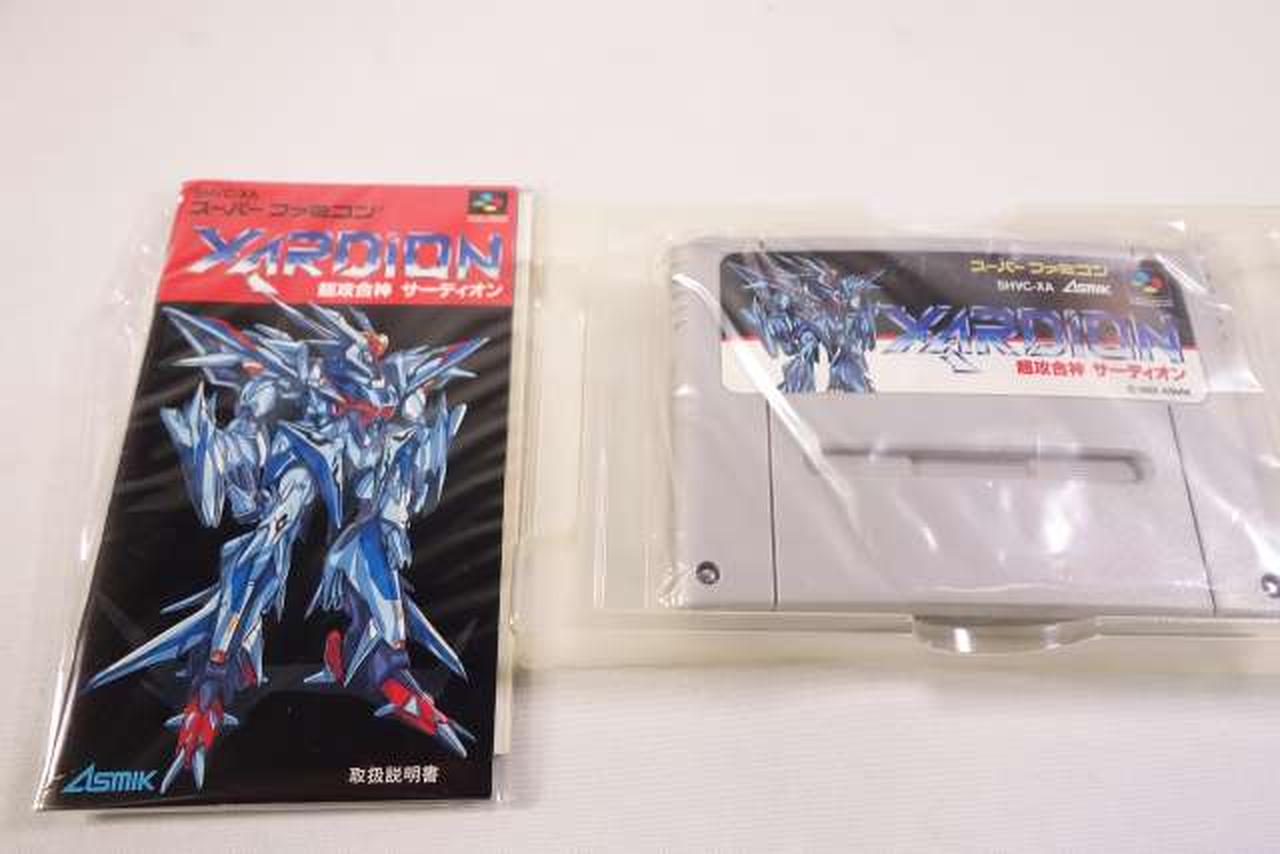 SHVC-XA
スーパーファミコン
XARDION
超攻合神 サーディオン
ASMIK
取扱説明書
スーパーファミコン
SHVC-XA ASMIK
XARDION
超攻合神 サーディオン